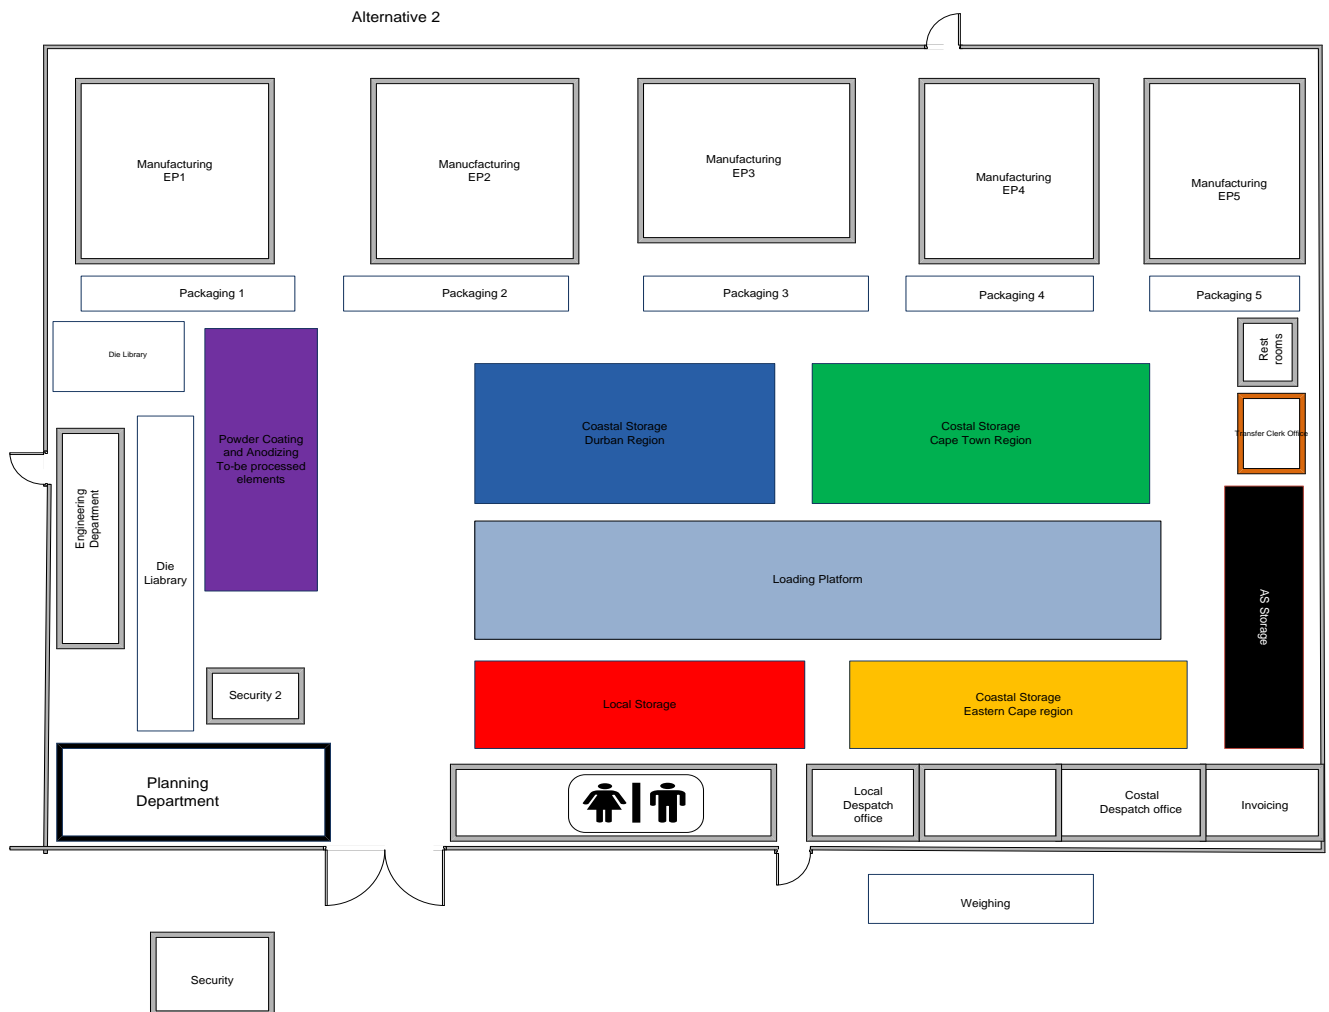 Alternative 2
Manufacturing
EP1
Manucfacturing
EP2
Manufacturing
EP3
Manufacturing
EP4
Manufacturing
EP5
Packaging 1
Packaging 2
Packaging 3
Packaging 4
Packaging 5
Die Library
Rest
rooms
Coastal Storage
Durban Region
Costal Storage
Cape Town Region
Transfer Clerk Office
Powder Coating
and Anodizing
To-be processed
elements
Engineering
Department
Die
Liabrary
Loading Platform
AS Storage
Security 2
Local Storage
Coastal Storage
Eastern Cape region
Planning
Department
Local
Despatch
office
Costal
Despatch office
Invoicing
Weighing
Security